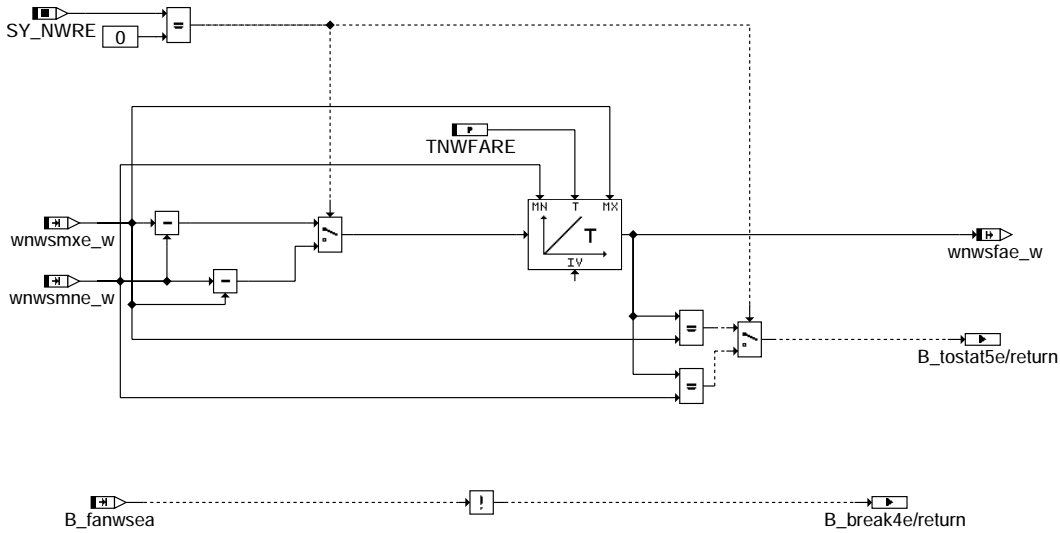 SY_NWRE
0
=
P
TNWFARE
MN T MX
wnwsmxe_w
-
T
wnwsfae_w
IV
wnwsmne_w
-
=
B_tostat5e/return
=
B_fanwsea
!
B_break4e/return